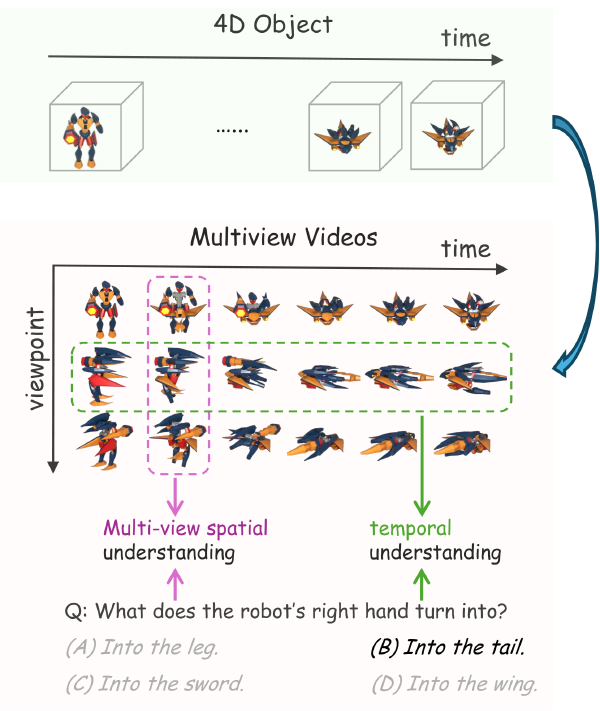 4D Object
time
......
Multiview Videos
time
viewpoint
Multi-view spatial understanding
temporal understanding
Q: What does the robot's right hand turn into?
(A) Into the leg.
(B) Into the tail.
(C) Into the sword.
(D) Into the wing.